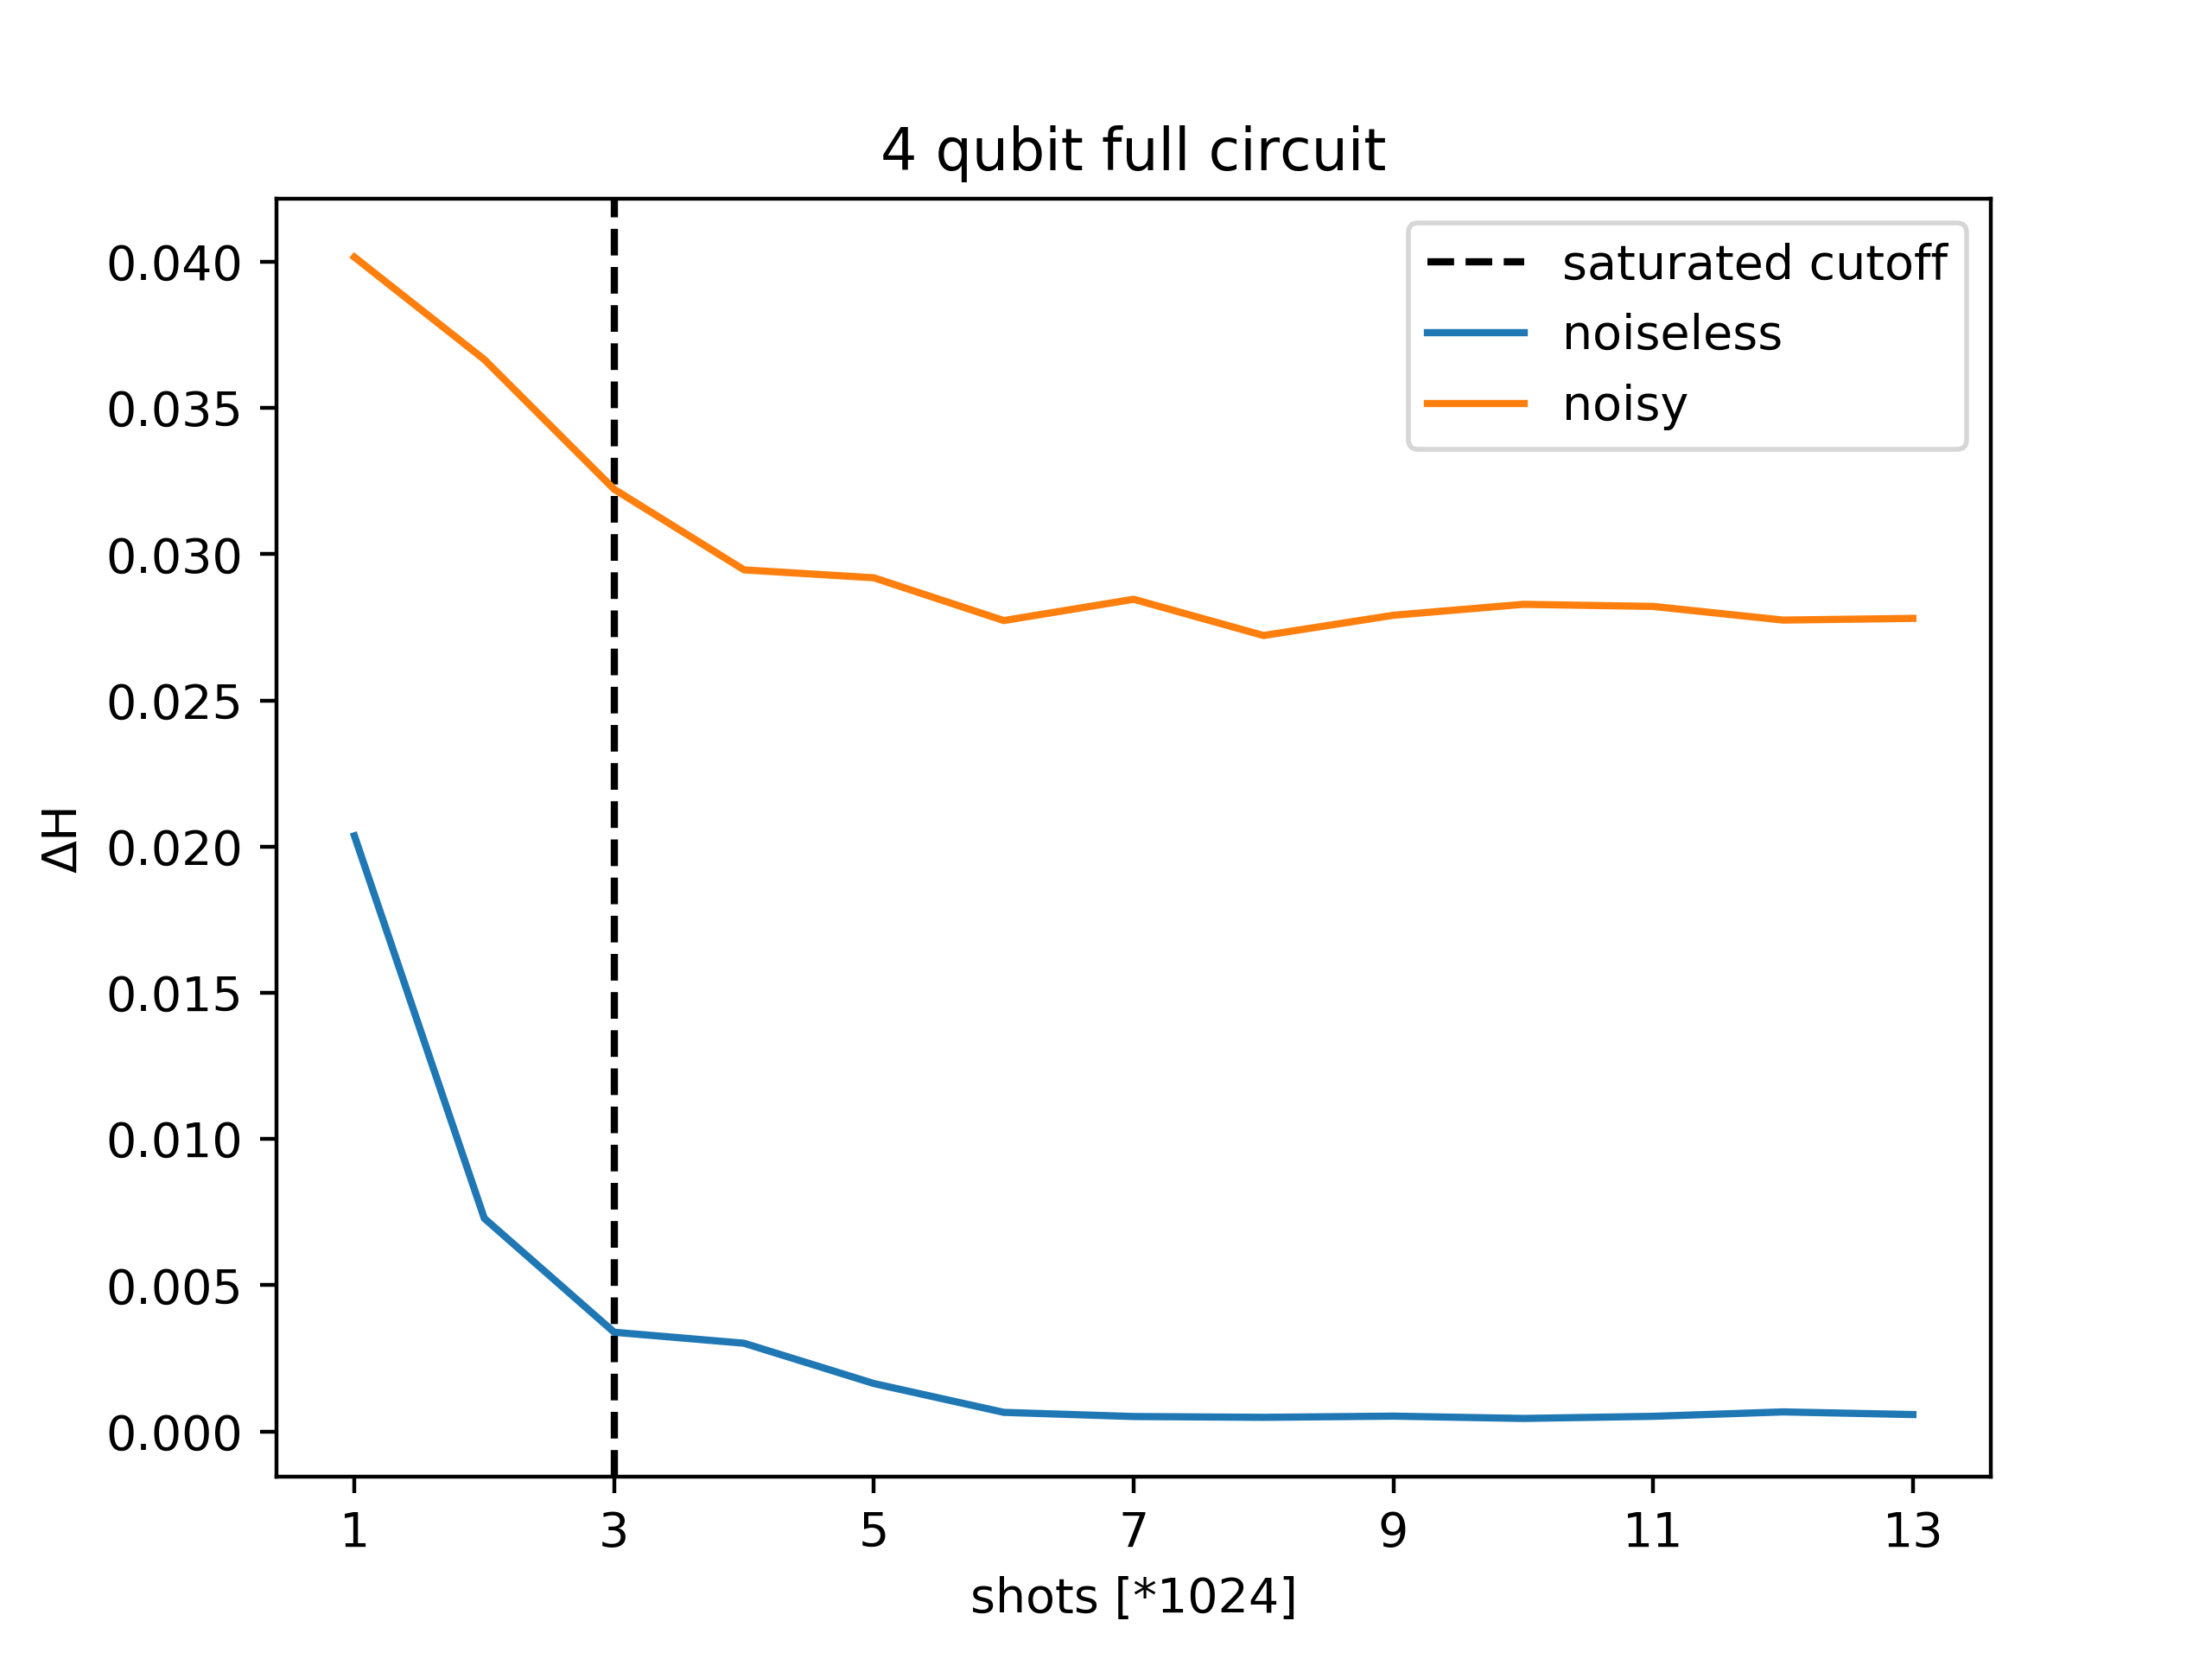 4 qubit full circuit
saturated cutoff
noiseless
noisy
0.040
0.035
0.030
0.025
0.020
0.015
0.010
0.005
0.000
ΔH
1 3 5 7 9 11 13
shots [*1024]